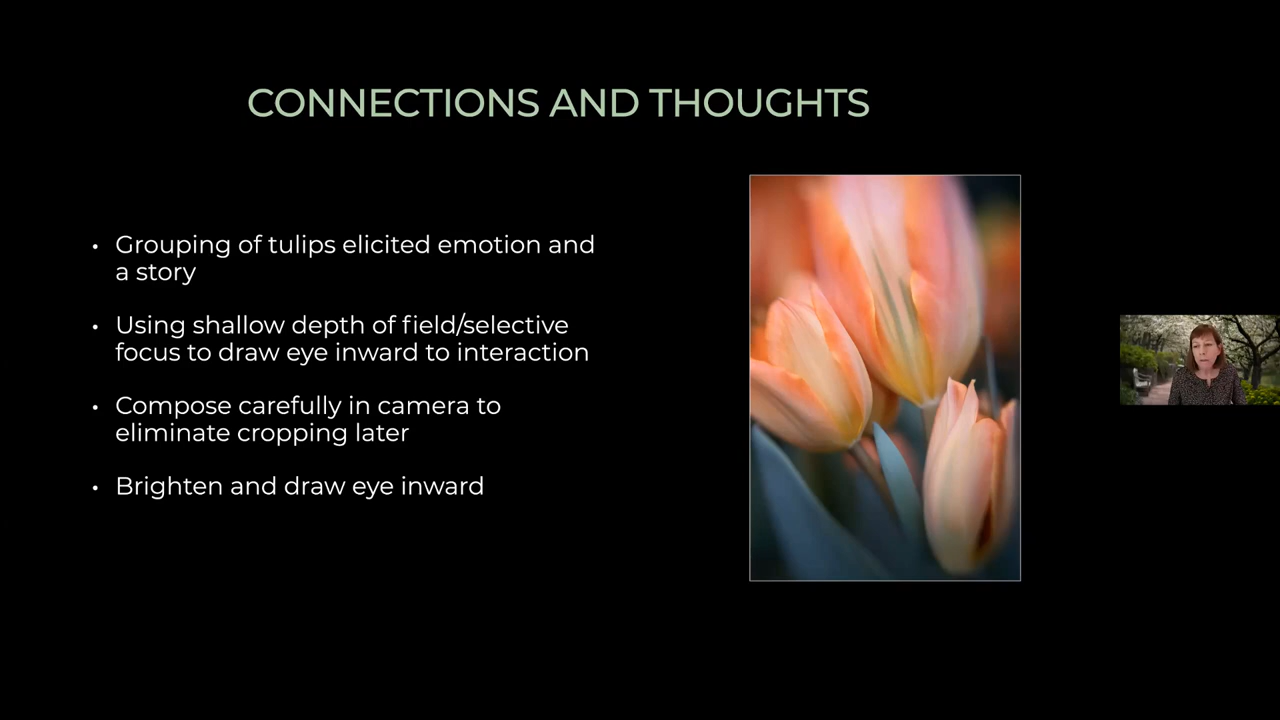 CONNECTIONS AND THOUGHTS
• Grouping of tulips elicited emotion and
a story
• Using shallow depth of field/selective
focus to draw eye inward to interaction
• Compose carefully in camera to
eliminate cropping later
• Brighten and draw eye inward